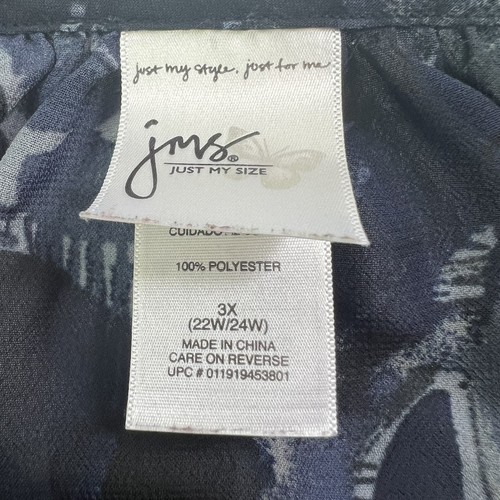 just my style. just for me
jms®
JUST MY SIZE
100% POLYESTER
3X
(22W/24W)
MADE IN CHINA
CARE ON REVERSE
UPC # 011919453801